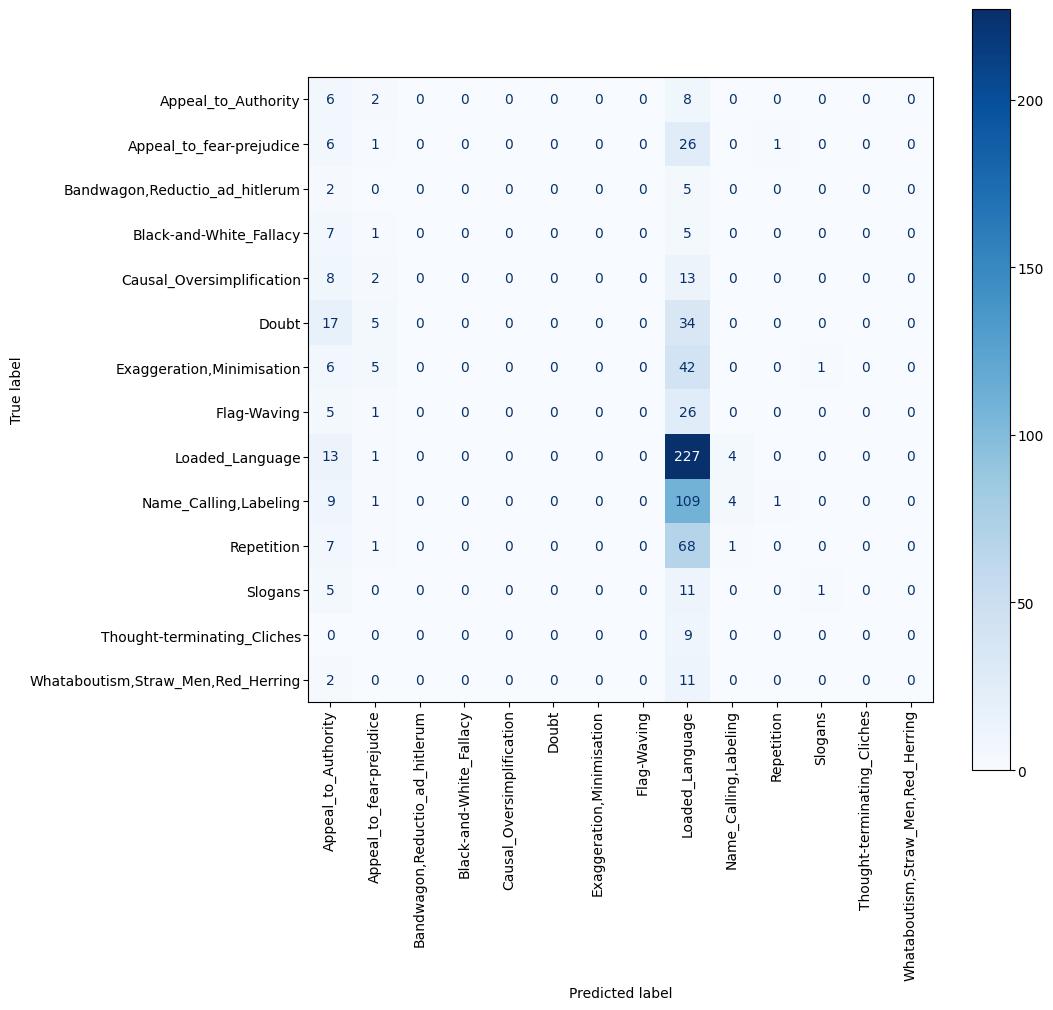 Appeal_to_Authority 6 2 0 0 0 0 0 0 8 0 0 0 0 0
Appeal_to_fear-prejudice 6 1 0 0 0 0 0 0 26 0 1 0 0 0
Bandwagon,Reductio_ad_hitlerum 2 0 0 0 0 0 0 0 5 0 0 0 0 0
Black-and-White_Fallacy 7 1 0 0 0 0 0 0 5 0 0 0 0 0
Causal_Oversimplification 8 2 0 0 0 0 0 0 13 0 0 0 0 0
Doubt 17 5 0 0 0 0 0 0 34 0 0 0 0 0
Exaggeration,Minimisation 6 5 0 0 0 0 0 0 42 0 0 1 0 0
Flag-Waving 5 1 0 0 0 0 0 0 26 0 0 0 0 0
Loaded_Language 13 1 0 0 0 0 0 0 227 4 0 0 0 0
Name_Calling,Labeling 9 1 0 0 0 0 0 0 109 4 1 0 0 0
Repetition 7 1 0 0 0 0 0 0 68 1 0 0 0 0
Slogans 5 0 0 0 0 0 0 0 11 0 0 1 0 0
Thought-terminating_Cliches 0 0 0 0 0 0 0 0 9 0 0 0 0 0
Whataboutism,Straw_Men,Red_Herring 2 0 0 0 0 0 0 0 11 0 0 0 0 0
True label
Appeal_to_Authority
Appeal_to_fear-prejudice
Bandwagon,Reductio_ad_hitlerum
Black-and-White_Fallacy
Causal_Oversimplification
Doubt
Exaggeration,Minimisation
Flag-Waving
Loaded_Language
Name_Calling,Labeling
Repetition
Slogans
Thought-terminating_Cliches
Whataboutism,Straw_Men,Red_Herring
Predicted label
200
150
100
50
0